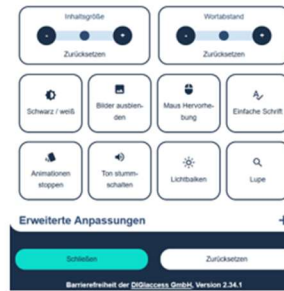 Inhaltsgröße
Wortabstand
- +
- +
Zurücksetzen
Zurücksetzen
Schwarz / weiß
Bilder ausblen-
den
Maus Hervorhe-
bung
Einfache Schrift
Animationen
stoppen
Ton stumm-
schalten
Lichtbalken
Lupe
Erweiterte Anpassungen +
Schließen
Zurücksetzen
Barrierefreiheit der DIGIaccess GmbH, Version 2.34.1